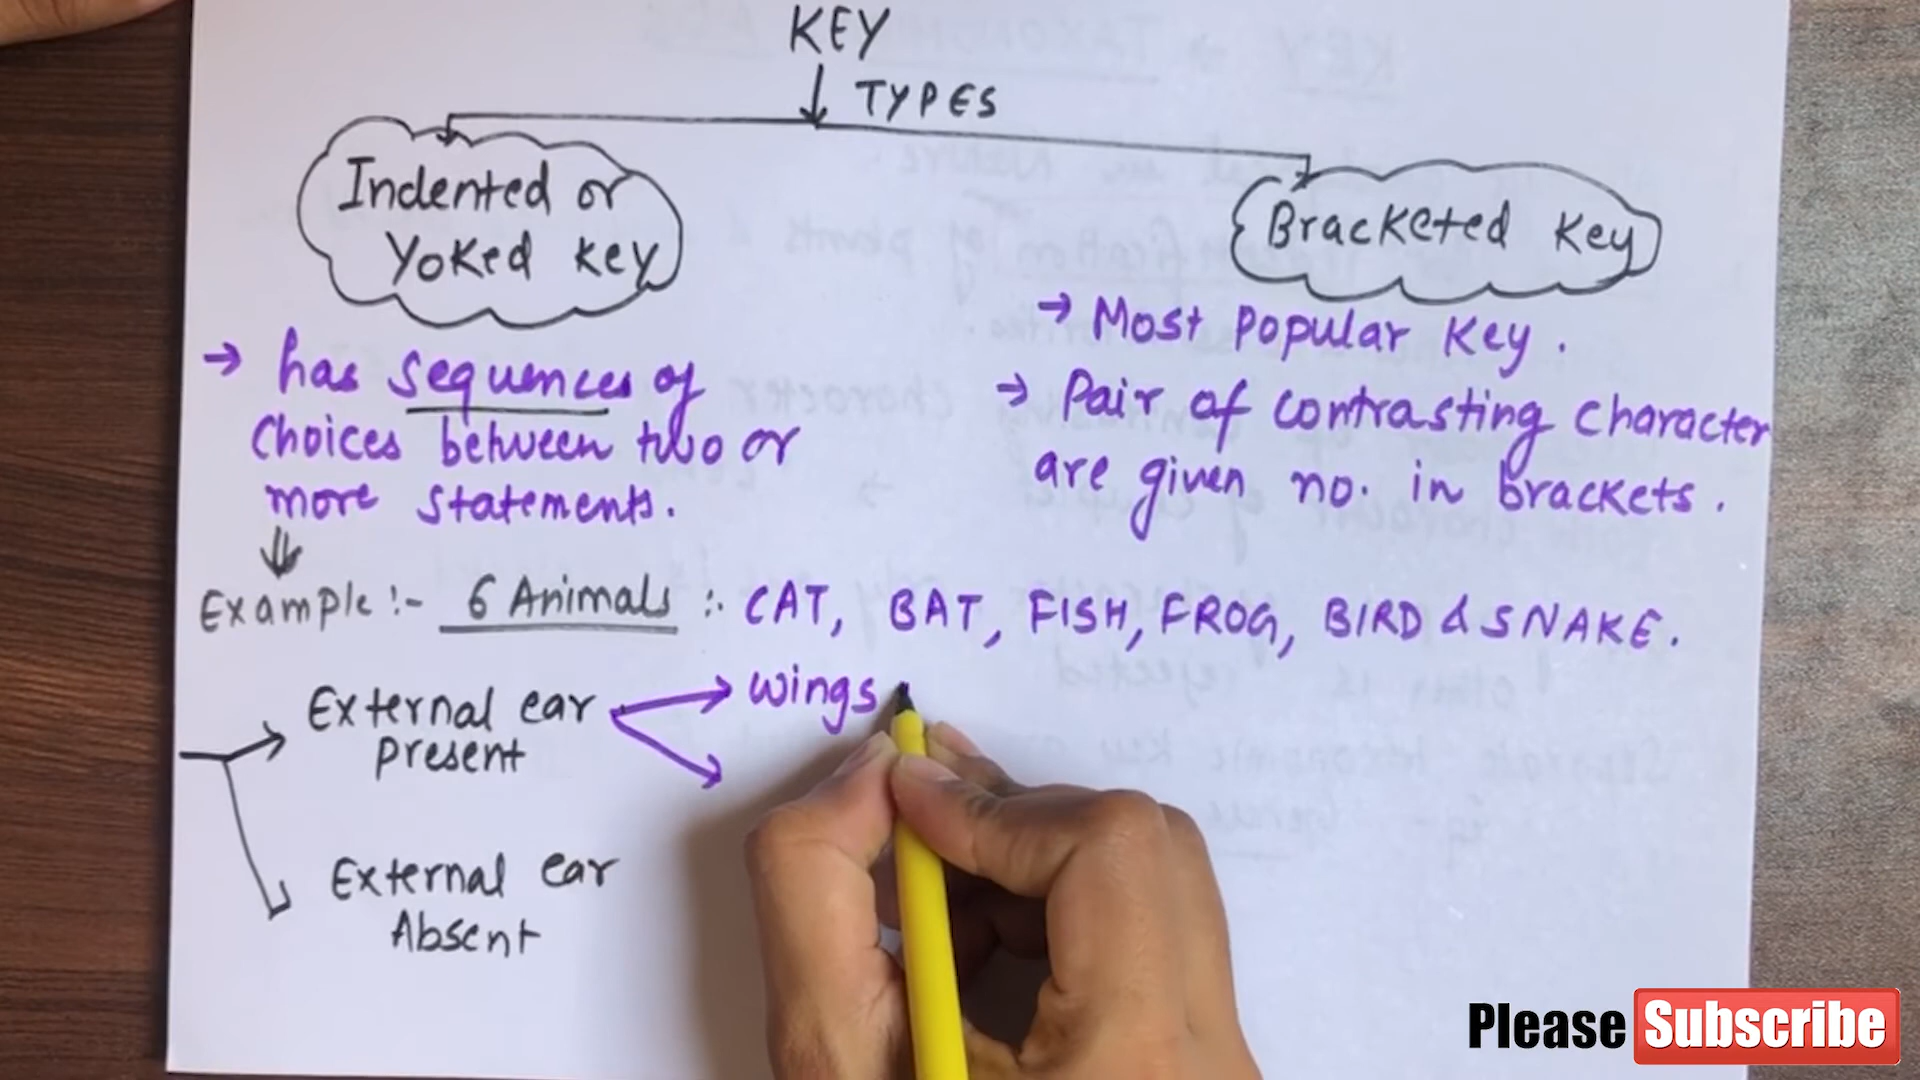 KEY
TYPES
Indented or
Yoked key
Bracketed Key
→ Most popular Key.
→ has sequences of
choices between two or
more statements.
→ Pair of contrasting character
are given no. in brackets.
Example :- 6 Animals :- CAT, BAT, FISH, FROG, BIRD & SNAKE.
External ear
present
wings
External ear
Absent
Please Subscribe